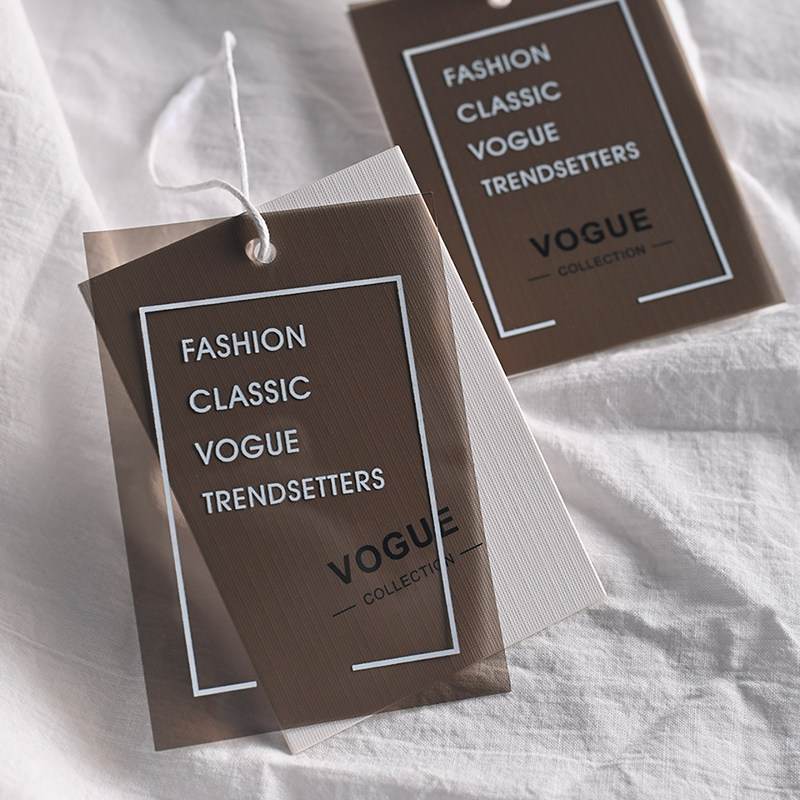 FASHION
CLASSIC
VOGUE
TRENDSETTERS
VOGUE
COLLECTION
FASHION
CLASSIC
VOGUE
TRENDSETTERS
VOGUE
COLLECTION